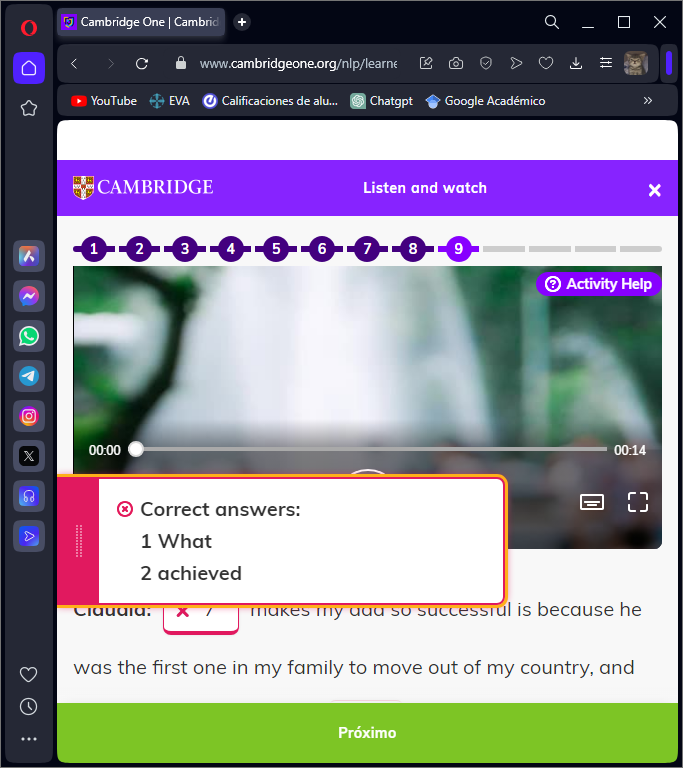 Cambridge One | Cambrid
www.cambridgeone.org/nlp/learne
YouTube
EVA
Calificaciones de alu...
Chatgpt
Google Académico
CAMBRIDGE
Listen and watch
1 2 3 4 5 6 7 8 9
Activity Help
00:00
00:14
Correct answers:
1 What
2 achieved
Claudia: 7 makes my dad so successful is because he
was the first one in my family to move out of my country, and
Próximo